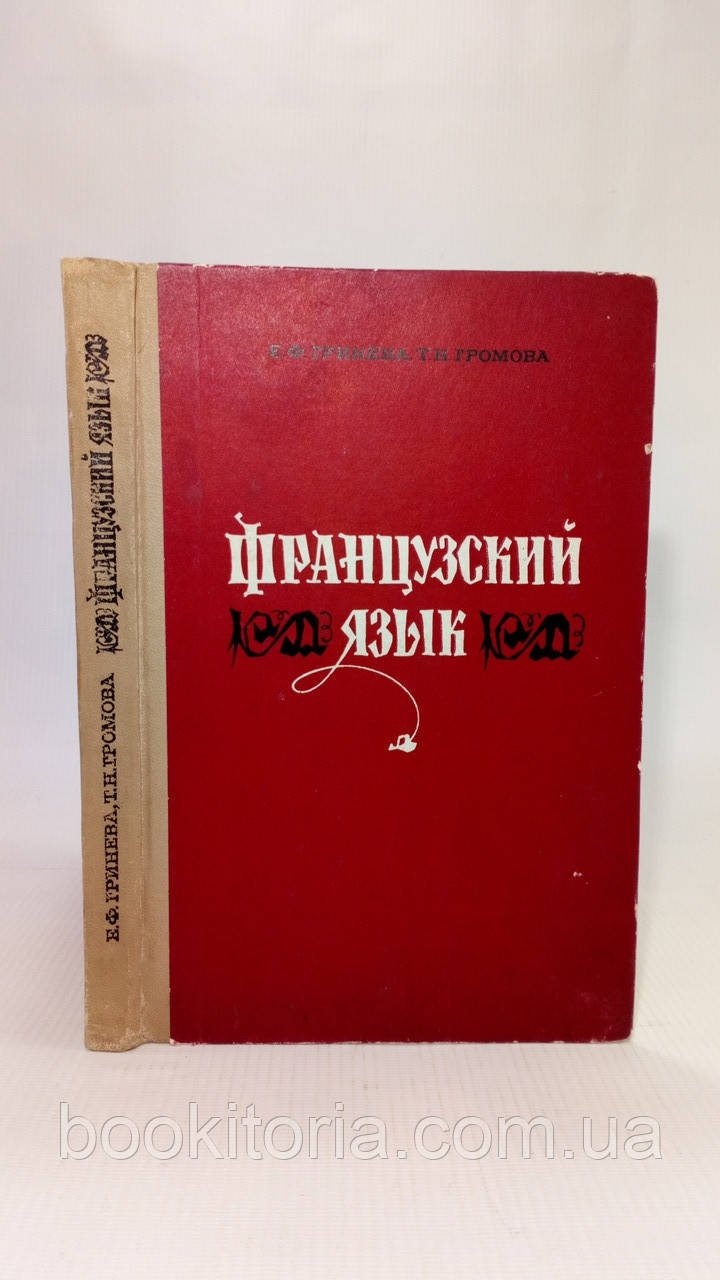 Е.Ф.ГРИНЕВА, Т.Н.ГРОМОВА
ФРАНЦУЗСКИЙ
ЯЗЫК
Е.Ф.ГРИНЕВА, Т.Н.ГРОМОВА ФРАНЦУЗСКИЙ ЯЗЫК
bookitoria.com.ua